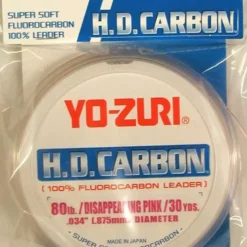 SUPER SOFT
FLUOROCARBON
100% LEADER
H.D.CARBON
YO-ZURI®
H.D.CARBON
(100% FLUOROCARBON LEADER)
80lb./DISAPPEARING PINK/30 YDS.
.034" (.875mm) DIAMETER
MADE IN JAPAN